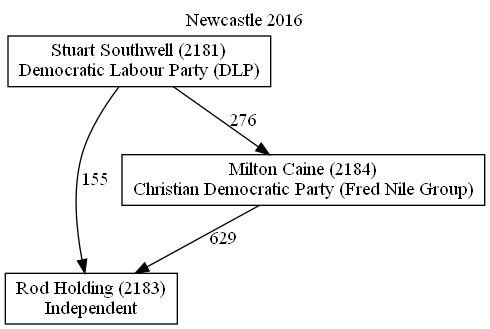 Newcastle 2016
Stuart Southwell (2181)
Democratic Labour Party (DLP)
276
Milton Caine (2184)
Christian Democratic Party (Fred Nile Group)
155
629
Rod Holding (2183)
Independent